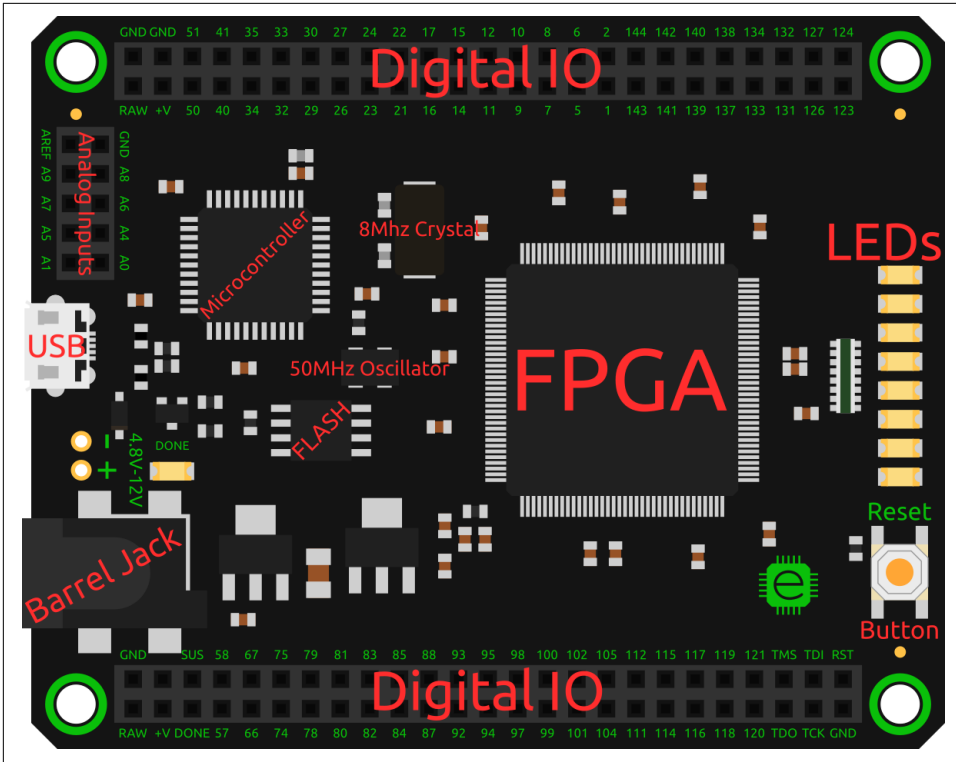 GND GND 51 41 35 33 30 27 24 22 17 15 12 10 8 6 2 144 142 140 138 134 132 127 124
Digital IO
RAW +V 50 40 34 32 29 26 23 21 16 14 11 9 7 5 1 143 141 139 137 133 131 126 123
AREF GND
A9 A8
A7 A6
A5 A4
A1 A0
Analog Inputs
Microcontroller
8Mhz Crystal
LEDs
USB
50MHz Oscillator
FPGA
FLASH
-
+
4.8V-12V
DONE
Reset
Barrel Jack
e
Button
GND SUS 58 67 75 79 81 83 85 88 93 95 98 100 102 105 112 115 117 119 121 TMS TDI RST
Digital IO
RAW +V DONE 57 66 74 78 80 82 84 87 92 94 97 99 101 104 111 114 116 118 120 TDO TCK GND